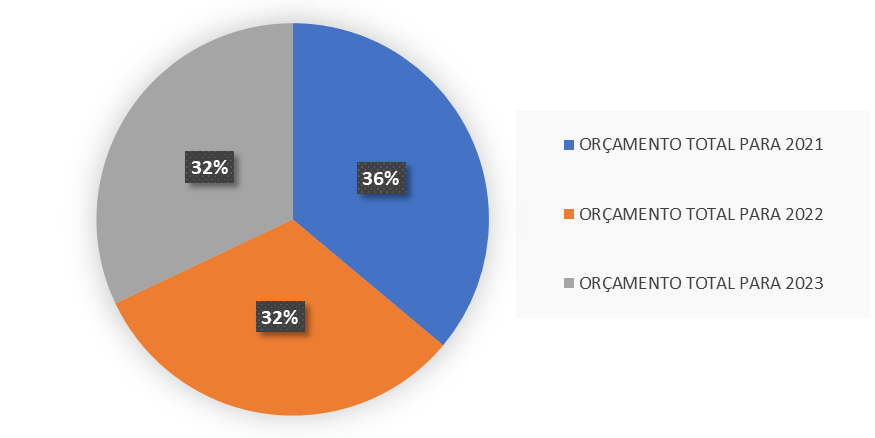 32%
36%
32%
ORÇAMENTO TOTAL PARA 2021
ORÇAMENTO TOTAL PARA 2022
ORÇAMENTO TOTAL PARA 2023